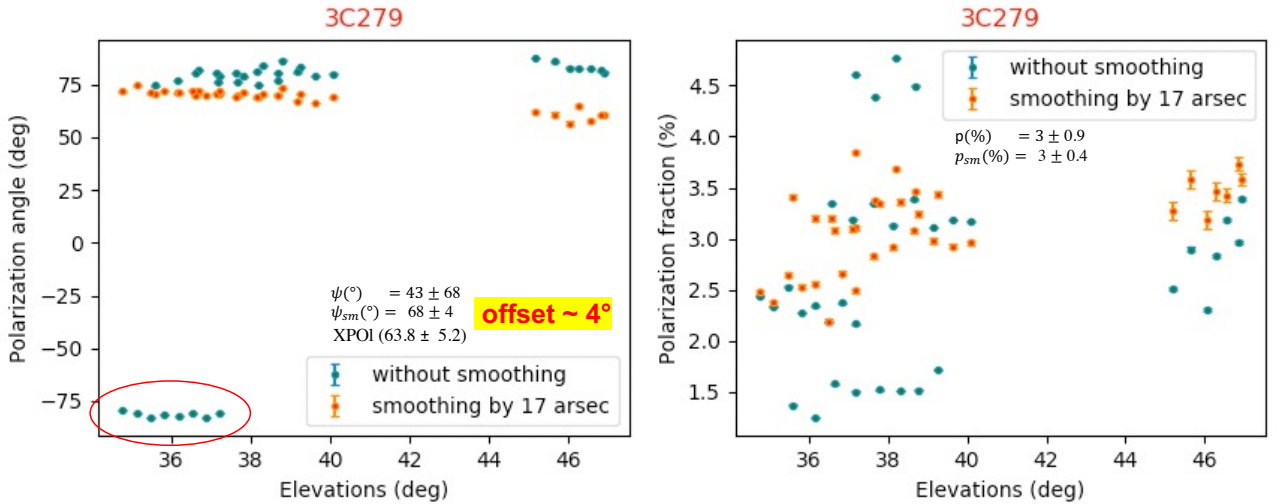 3C279
Polarization angle (deg)
75
50
25
0
−25
−50
−75
ψ(°) = 43 ± 68
ψsm(°) = 68 ± 4
XPOl (63.8 ± 5.2)
offset ~ 4°
without smoothing
smoothing by 17 arsec
36 38 40 42 44 46
Elevations (deg)
3C279
Polarization fraction (%)
4.5
4.0
3.5
3.0
2.5
2.0
1.5
without smoothing
smoothing by 17 arsec
p(%) = 3 ± 0.9
psm(%) = 3 ± 0.4
36 38 40 42 44 46
Elevations (deg)